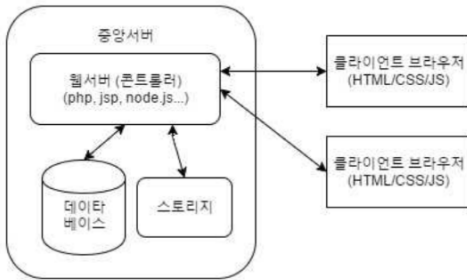 중앙서버
웹서버 (콘트롤러)
(php, jsp, node.js...)
데이타
베이스
스토리지
클라이언트 브라우저
(HTML/CSS/JS)
클라이언트 브라우저
(HTML/CSS/JS)